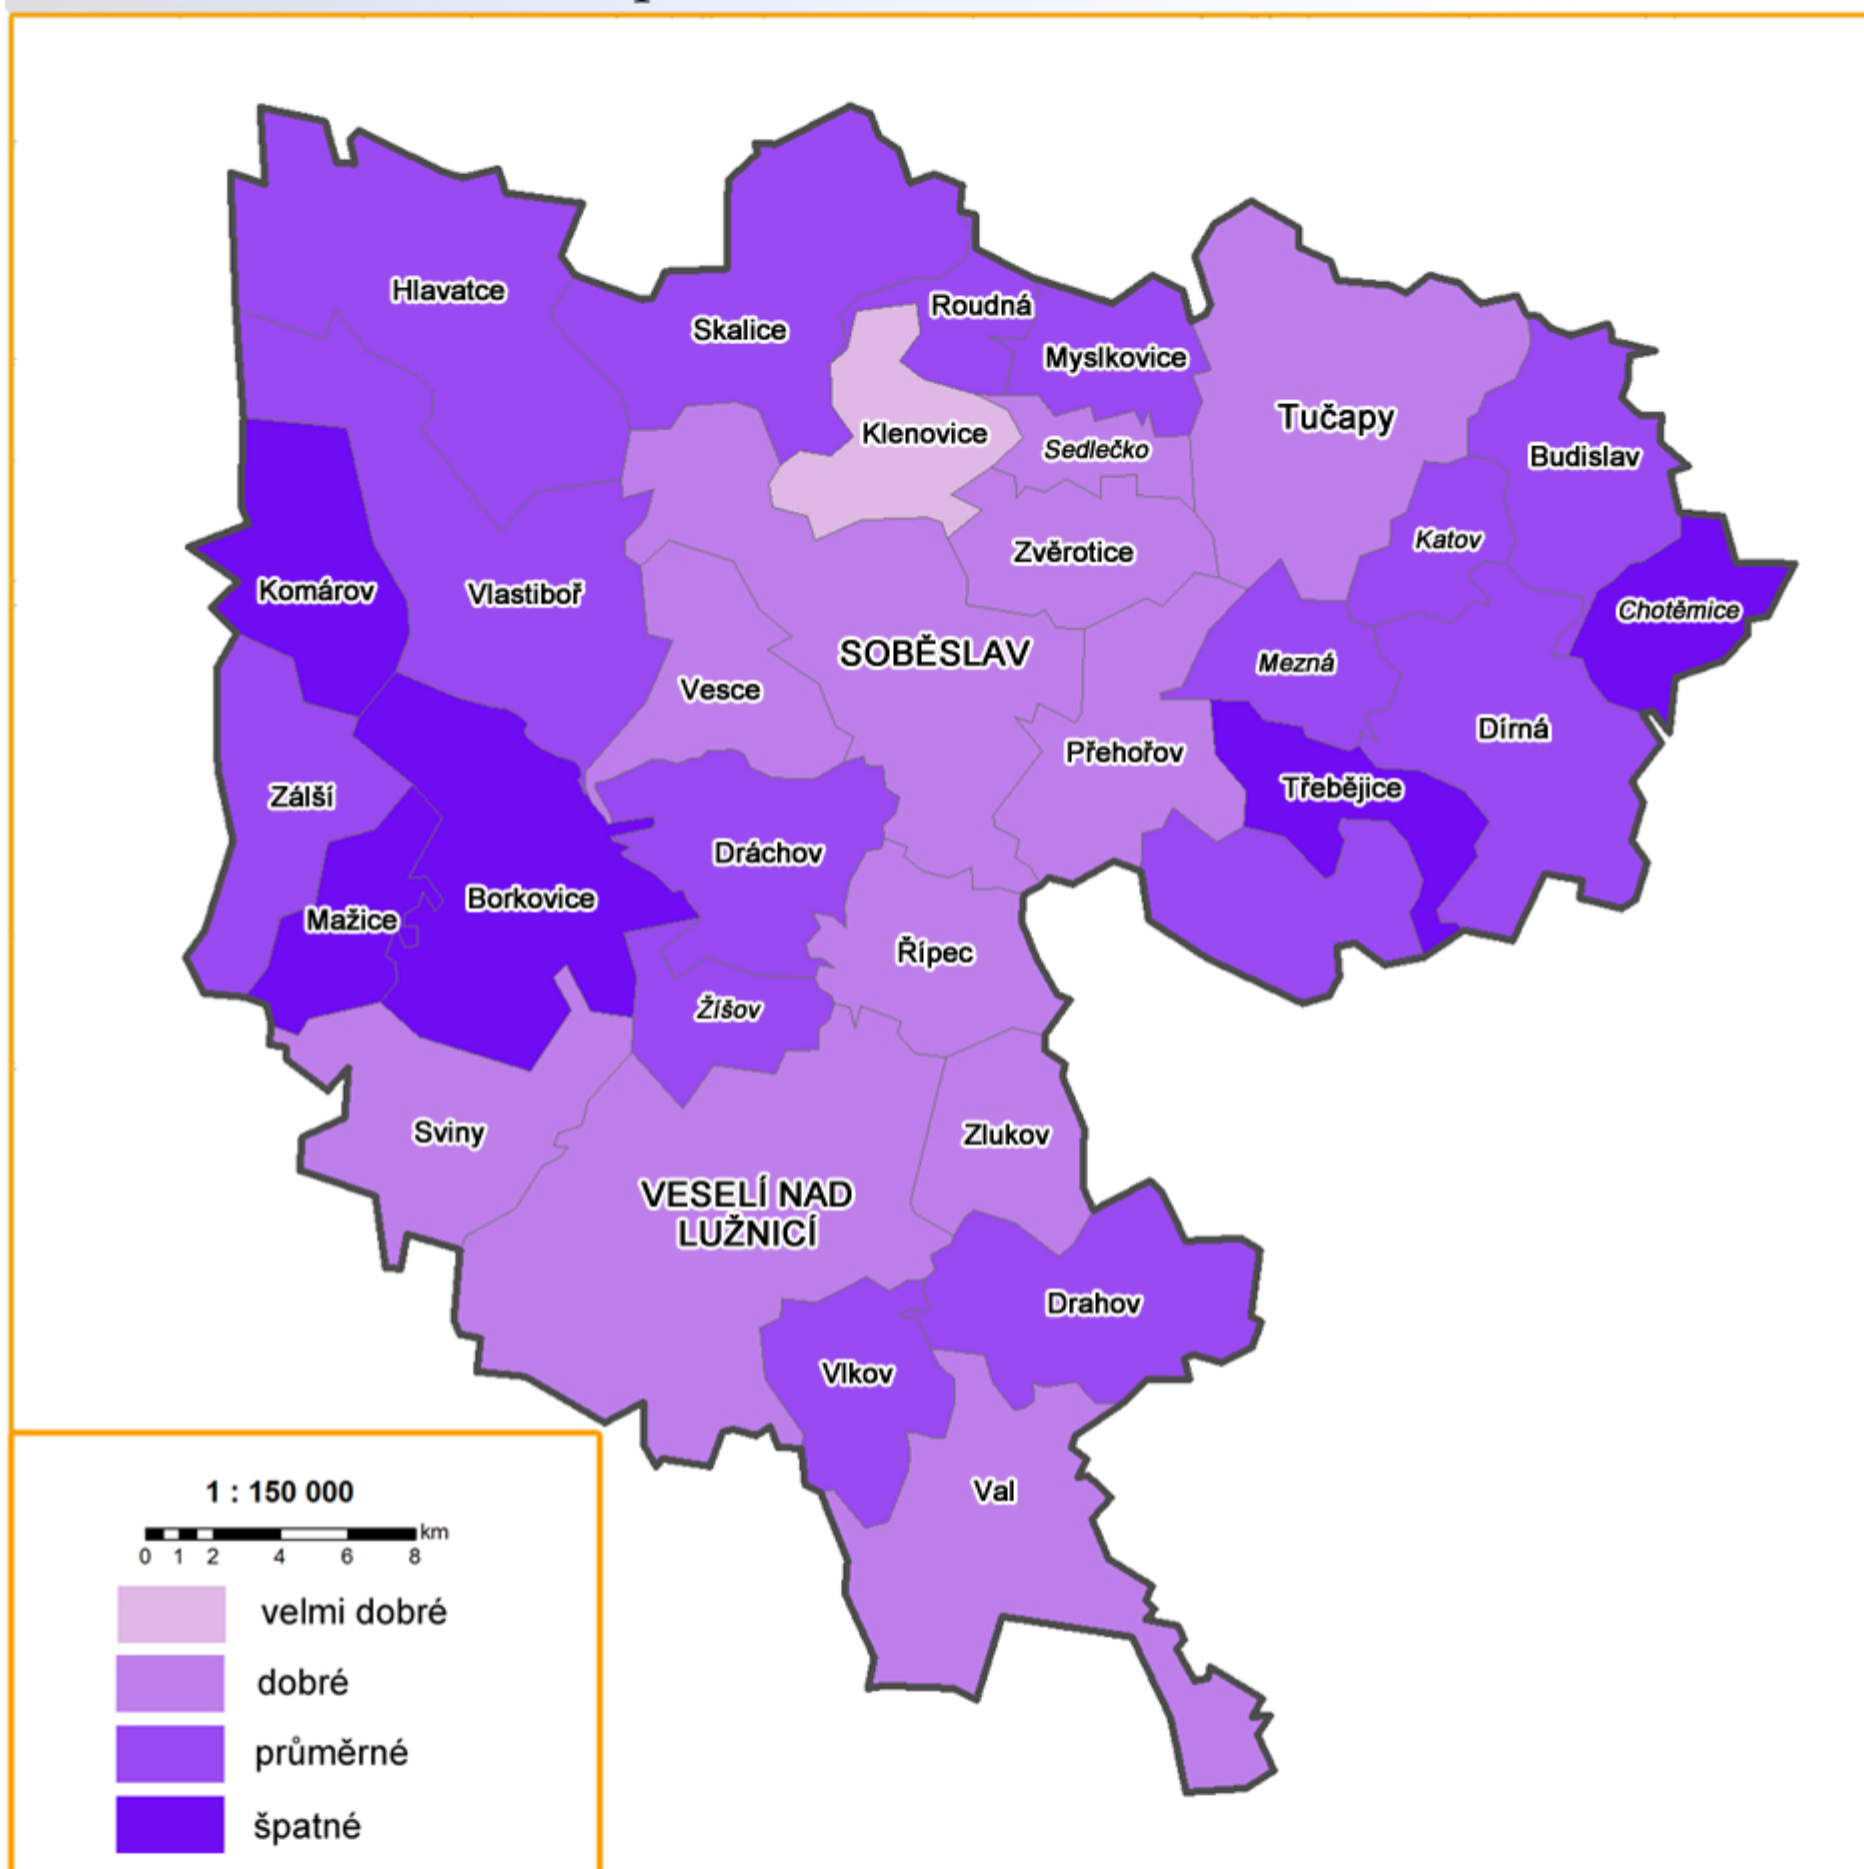 Hlavatce
Skalice
Roudná
Myslkovice
Tučapy
Klenovice
Sedlečko
Budislav
Katov
Zvěrotice
Komárov
Vlastiboř
Chotěmice
SOBĚSLAV
Mezná
Vesce
Dírná
Přehořov
Třebějice
Zálší
Dráchov
Borkovice
Mažice
Řípec
Žíšov
Sviny
Zlukov
VESELÍ NAD
LUŽNICÍ
Drahov
Vlkov
Val
1 : 150 000
km
0 1 2 4 6 8
velmi dobré
dobré
průměrné
špatné